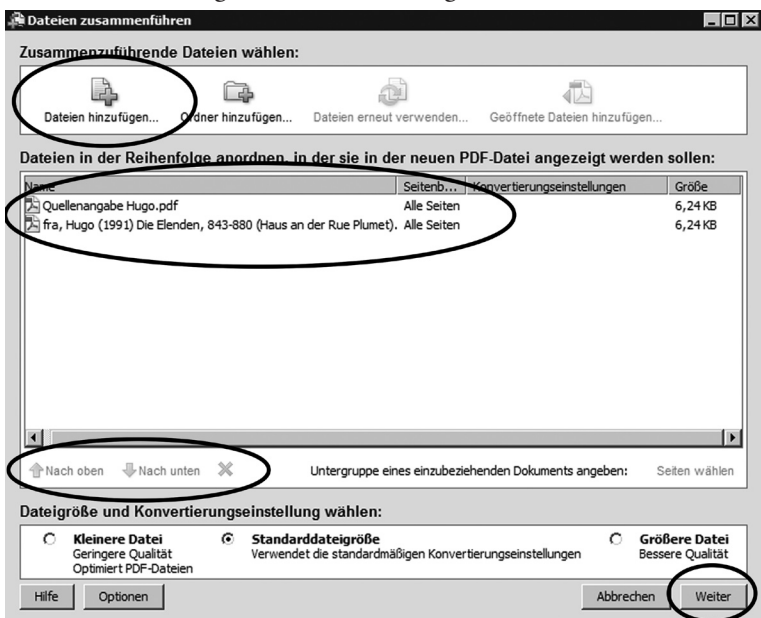 Dateien zusammenführen
Zusammenzuführende Dateien wählen:
Dateien hinzufügen... Ordner hinzufügen... Dateien erneut verwenden... Geöffnete Dateien hinzufügen...
Dateien in der Reihenfolge anordnen, in der sie in der neuen PDF-Datei angezeigt werden sollen:
Name Seitenb... Konvertierungseinstellungen Größe
Quellenangabe Hugo.pdf Alle Seiten 6,24 KB
fra, Hugo (1991) Die Elenden, 843-880 (Haus an der Rue Plumet). Alle Seiten 6,24 KB
Nach oben Nach unten Untergruppe eines einzubeziehenden Dokuments angeben: Seiten wählen
Dateigröße und Konvertierungseinstellung wählen:
Kleinere Datei Standarddateigröße Größere Datei
Geringere Qualität Verwendet die standardmäßigen Konvertierungseinstellungen Bessere Qualität
Optimiert PDF-Dateien
Hilfe Optionen Abbrechen Weiter